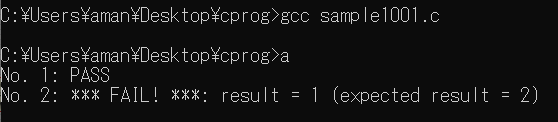 C:¥Users¥aman¥Desktop¥cprog>gcc sample1001.c
C:¥Users¥aman¥Desktop¥cprog>a
No. 1: PASS
No. 2: *** FAIL! ***: result = 1 (expected result = 2)